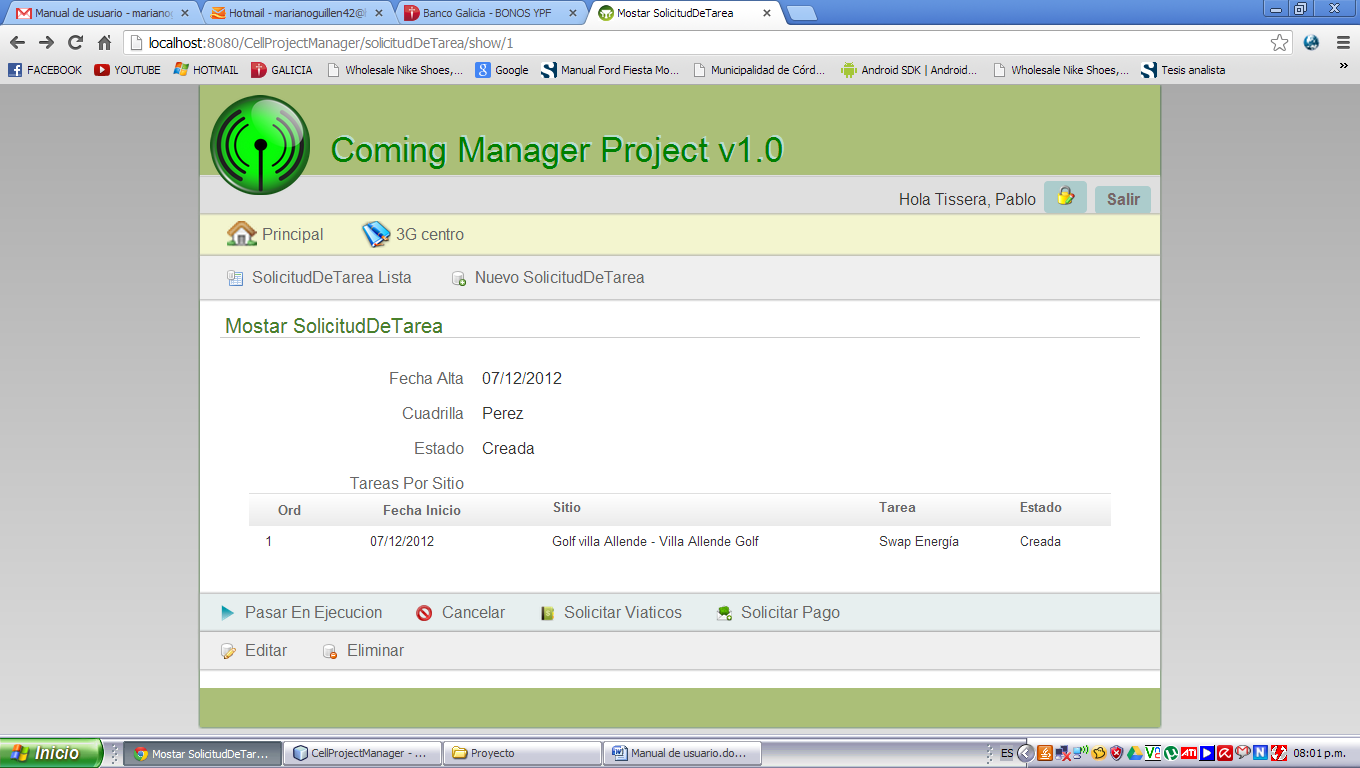 Manual de usuario - mariano
Hotmail - marianoguillen42@
Banco Galicia - BONOS YPF
Mostar SolicitudDeTarea
localhost:8080/CellProjectManager/solicitudDeTarea/show/1
FACEBOOK YOUTUBE HOTMAIL GALICIA Wholesale Nike Shoes,... Google Manual Ford Fiesta Mo... Municipalidad de Córd... Android SDK | Android... Wholesale Nike Shoes,... Tesis analista
Coming Manager Project v1.0
Hola Tissera, Pablo Salir
Principal 3G centro
SolicitudDeTarea Lista Nuevo SolicitudDeTarea
Mostar SolicitudDeTarea
Fecha Alta 07/12/2012
Cuadrilla Perez
Estado Creada
Tareas Por Sitio
Ord Fecha Inicio Sitio Tarea Estado
1 07/12/2012 Golf villa Allende - Villa Allende Golf Swap Energía Creada
Pasar En Ejecucion Cancelar Solicitar Viaticos Solicitar Pago
Editar Eliminar
Inicio Mostar SolicitudDeTar... CellProjectManager - ... Proyecto Manual de usuario.do... ES 08:01 p.m.